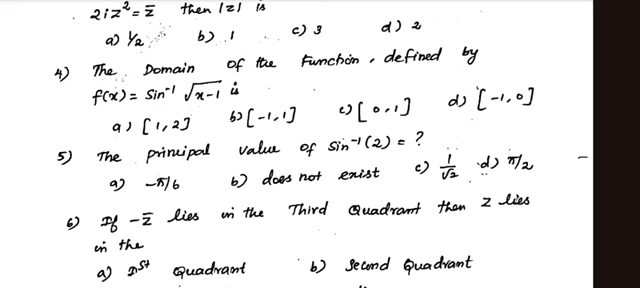 2iz² = z̄ then |z| is
a) 1/2 b) 1 c) 3 d) 2
4) The Domain of the Function, defined by
f(x) = sin⁻¹ √x-1 is
a) [1,2] b) [-1,1] c) [0,1] d) [-1,0]
5) The prinipal value of sin⁻¹(2) = ?
a) -π/6 b) does not exist c) 1/√2 d) π/2
6) If -z̄ lies in the Third Quadrant then z lies
in the
a) Ist Quadrant b) Second Quadrant